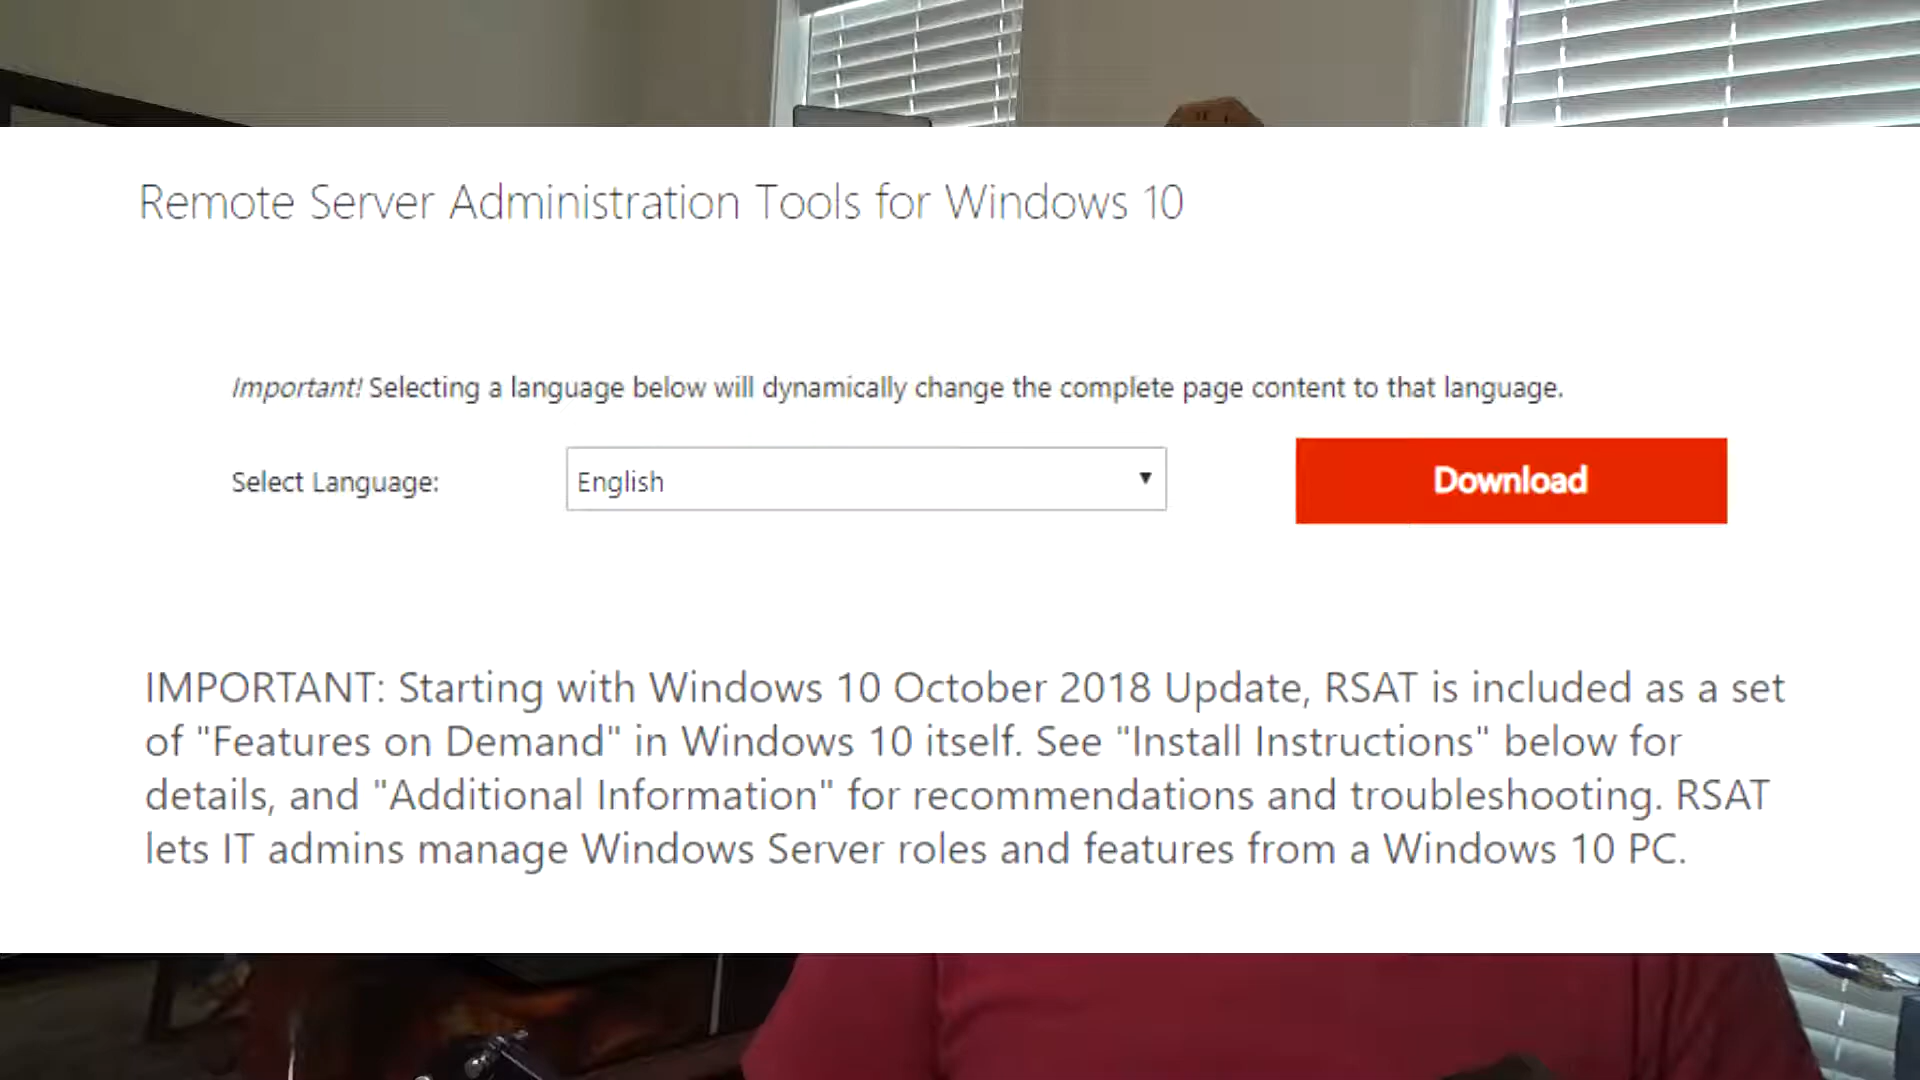 Remote Server Administration Tools for Windows 10
Important! Selecting a language below will dynamically change the complete page content to that language.
Select Language:
English
Download
IMPORTANT: Starting with Windows 10 October 2018 Update, RSAT is included as a set
of "Features on Demand" in Windows 10 itself. See "Install Instructions" below for
details, and "Additional Information" for recommendations and troubleshooting. RSAT
lets IT admins manage Windows Server roles and features from a Windows 10 PC.